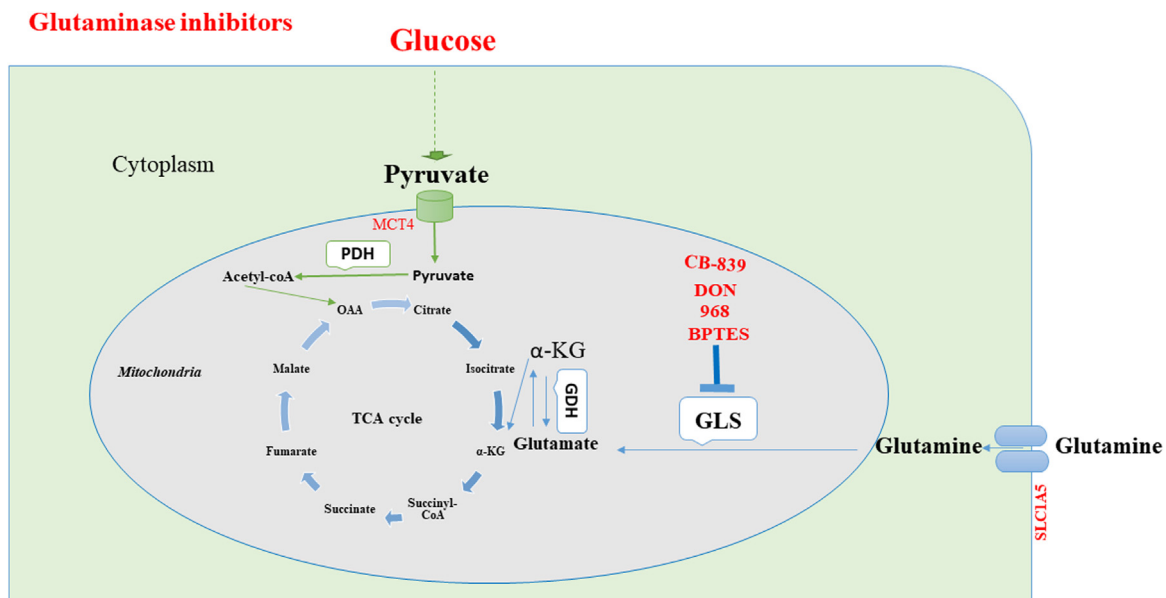 Glutaminase inhibitors
Glucose
Cytoplasm
Pyruvate
MCT4
PDH
Acetyl-coA
Pyruvate
OAA
Citrate
CB-839
DON
968
BPTES
Mitochondria
Malate
Isocitrate
α-KG
GDH
TCA cycle
GLS
Glutamate
Fumarate
α-KG
Glutamine
Glutamine
Succinate
Succinyl-
CoA
SLC1A5